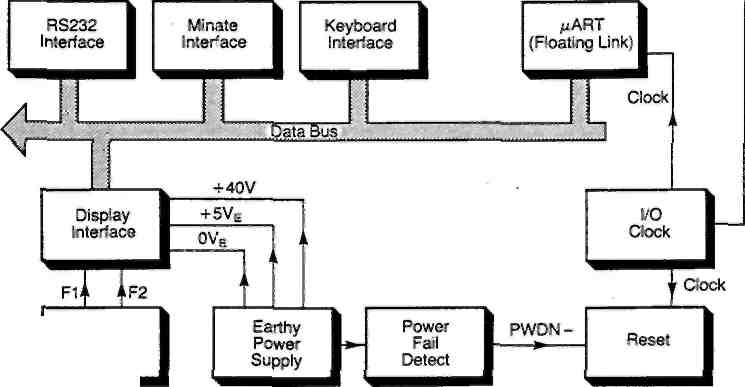 RS232
Interface
Minate
Interface
Keyboard
Interface
μART
(Floating Link)
Clock
Data Bus
+40V
+5VE
0VE
Display
Interface
I/O
Clock
F1
F2
Clock
Earthy
Power
Supply
Power
Fail
Detect
PWDN-
Reset